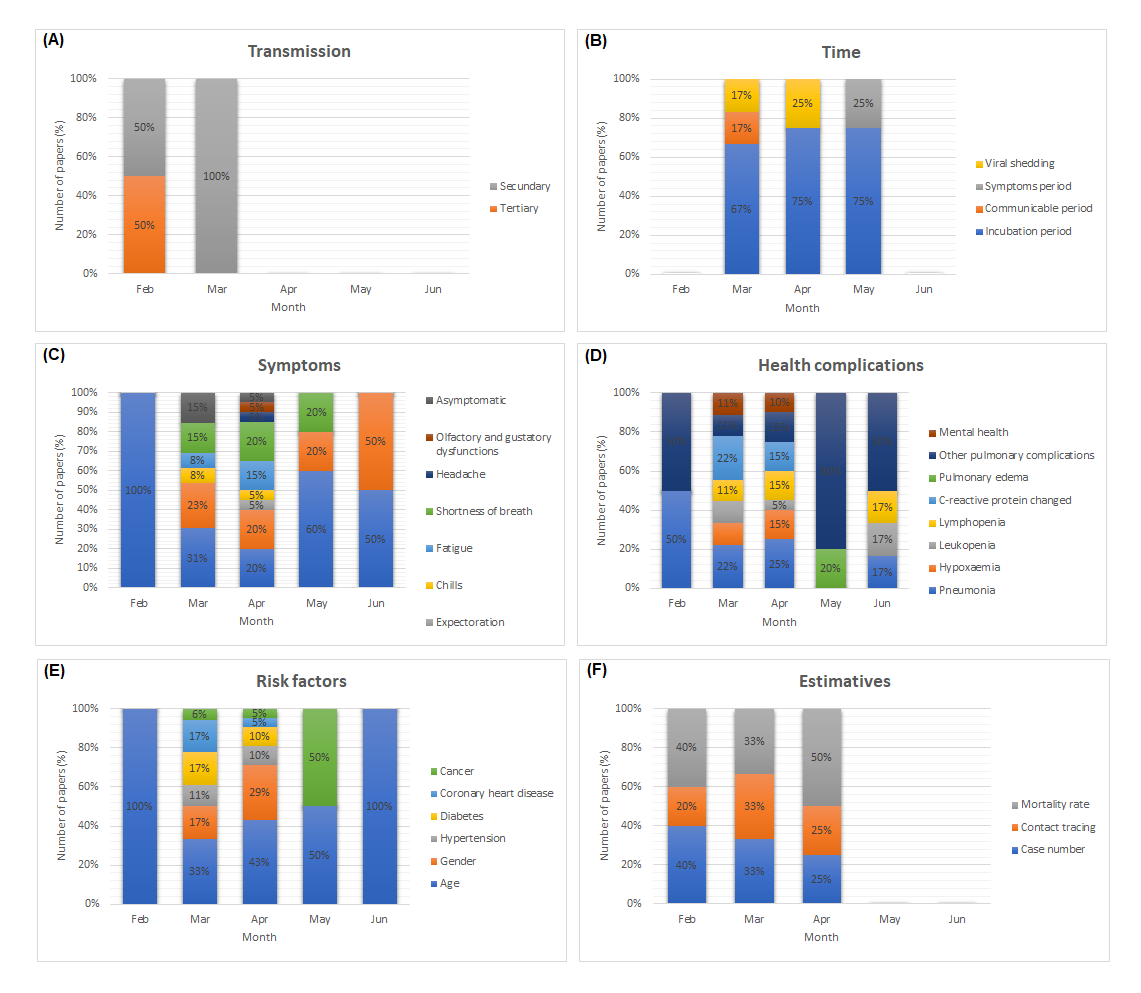 (A)
Transmission
Number of papers (%)
100%
80%
60%
40%
20%
0%
50%
50%
100%
Feb Mar Apr May Jun
Month
Secundary
Tertiary
(B)
Time
Number of papers (%)
100%
80%
60%
40%
20%
0%
17%
17%
67%
25%
75%
25%
75%
Feb Mar Apr May Jun
Month
Viral shedding
Symptoms period
Communicable period
Incubation period
(C)
Symptoms
Number of papers (%)
100%
90%
80%
70%
60%
50%
40%
30%
20%
10%
0%
100%
15%
15%
8%
8%
23%
31%
5%
5%
5%
20%
15%
5%
5%
20%
20%
20%
20%
60%
50%
50%
Feb Mar Apr May Jun
Month
Asymptomatic
Olfactory and gustatory
dysfunctions
Headache
Shortness of breath
Fatigue
Chills
Expectoration
(D)
Health complications
Number of papers (%)
100%
80%
60%
40%
20%
0%
50%
11%
22%
11%
22%
10%
15%
15%
5%
15%
25%
20%
17%
17%
17%
Feb Mar Apr May Jun
Month
Mental health
Other pulmonary complications
Pulmonary edema
C-reactive protein changed
Lymphopenia
Leukopenia
Hypoxaemia
Pneumonia
(E)
Risk factors
Number of papers (%)
100%
80%
60%
40%
20%
0%
100%
6%
17%
17%
11%
17%
33%
5%
5%
10%
10%
29%
43%
50%
50%
100%
Feb Mar Apr May Jun
Month
Cancer
Coronary heart disease
Diabetes
Hypertension
Gender
Age
(F)
Estimatives
Number of papers (%)
100%
80%
60%
40%
20%
0%
40%
20%
40%
33%
33%
33%
50%
25%
25%
Feb Mar Apr May Jun
Month
Mortality rate
Contact tracing
Case number